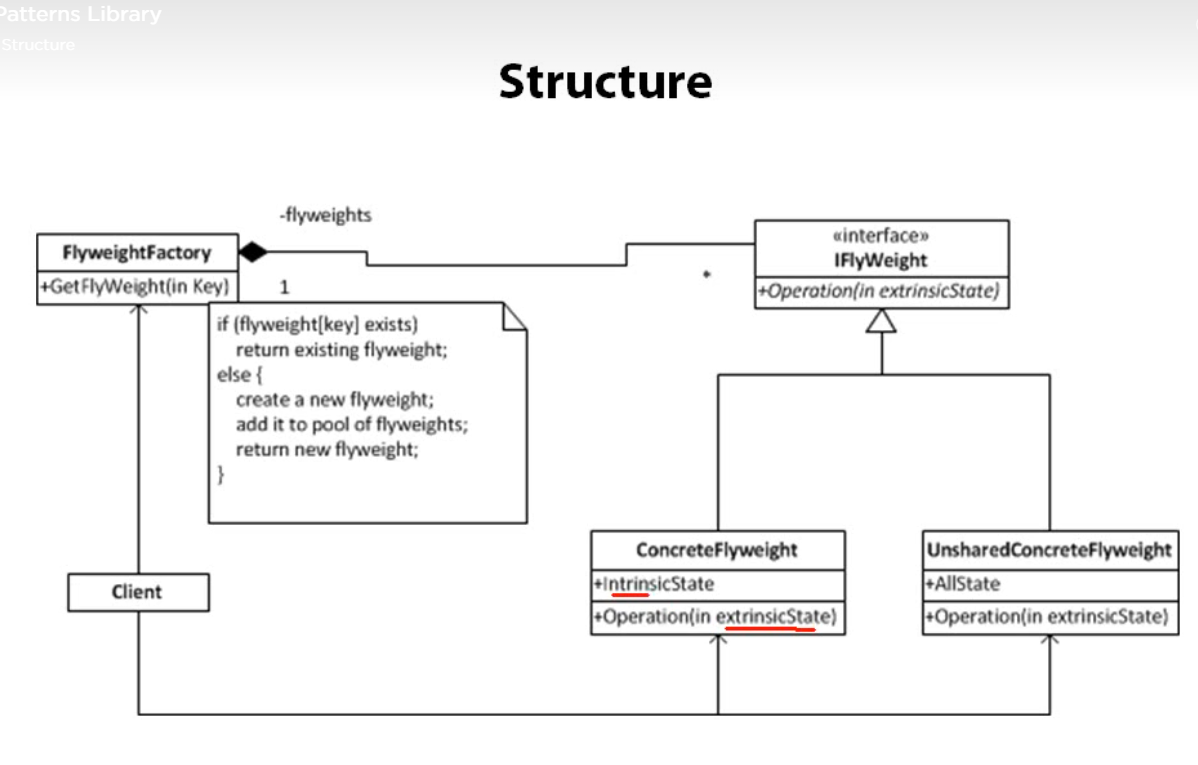 Patterns Library
Structure
Structure
-flyweights
FlyweightFactory
+GetFlyWeight(in Key)
1
*
«interface»
IFlyWeight
+Operation(in extrinsicState)
if (flyweight[key] exists)
return existing flyweight;
else {
create a new flyweight;
add it to pool of flyweights;
return new flyweight;
}
Client
ConcreteFlyweight
+IntrinsicState
+Operation(in extrinsicState)
UnsharedConcreteFlyweight
+AllState
+Operation(in extrinsicState)